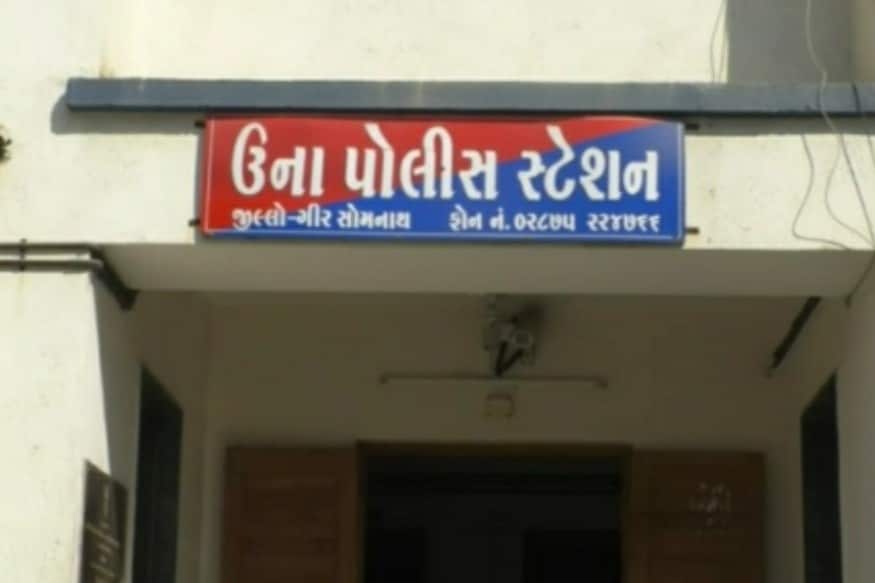 ઉના પોલીસ સ્ટેશન
જીલ્લો-ગીર સોમનાથ ફોન નં. ૦૨૮૭૫ ૨૨૪૭૬૬